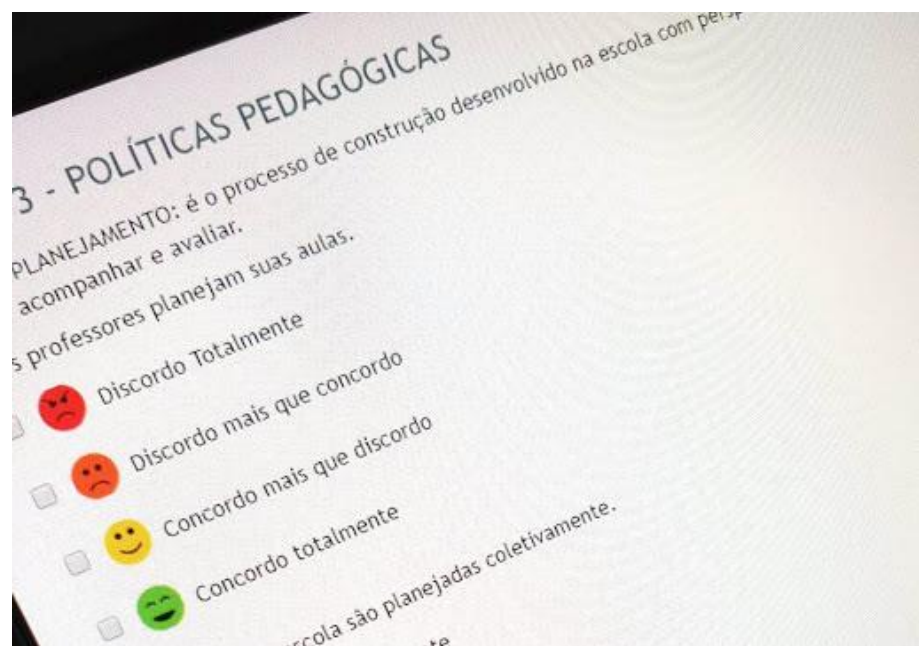 3 - POLÍTICAS PEDAGÓGICAS
PLANEJAMENTO: é o processo de construção desenvolvido na escola com
acompanhar e avaliar.
professores planejam suas aulas.
Discordo Totalmente
Discordo mais que concordo
Concordo mais que discordo
Concordo totalmente
são planejadas coletivamente.